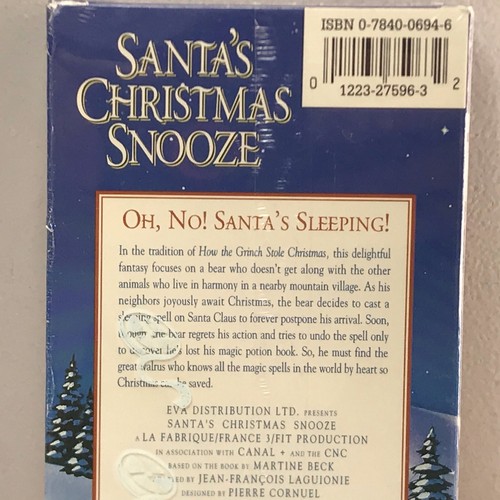 ISBN 0-7840-0694-6
SANTA'S
CHRISTMAS
SNOOZE
0 1223-27596-3 2
OH, NO! SANTA'S SLEEPING!
In the tradition of How the Grinch Stole Christmas, this delightful
fantasy focuses on a bear who doesn't get along with the other
animals who live in harmony in a nearby mountain village. As his
neighbors joyously await Christmas, the bear decides to cast a
sleeping spell on Santa Claus to forever postpone his arrival. Soon,
though, the bear regrets his action and tries to undo the spell only
to discover he's lost his magic potion book. So, he must find the
great walrus who knows all the magic spells in the world by heart so
Christmas can be saved.
EVA DISTRIBUTION LTD. PRESENTS
SANTA'S CHRISTMAS SNOOZE
A LA FABRIQUE/FRANCE 3/FIT PRODUCTION
IN ASSOCIATION WITH CANAL + AND THE CNC
BASED ON THE BOOK BY MARTINE BECK
BY JEAN-FRANÇOIS LAGUIONIE
DESIGNED BY PIERRE CORNUEL